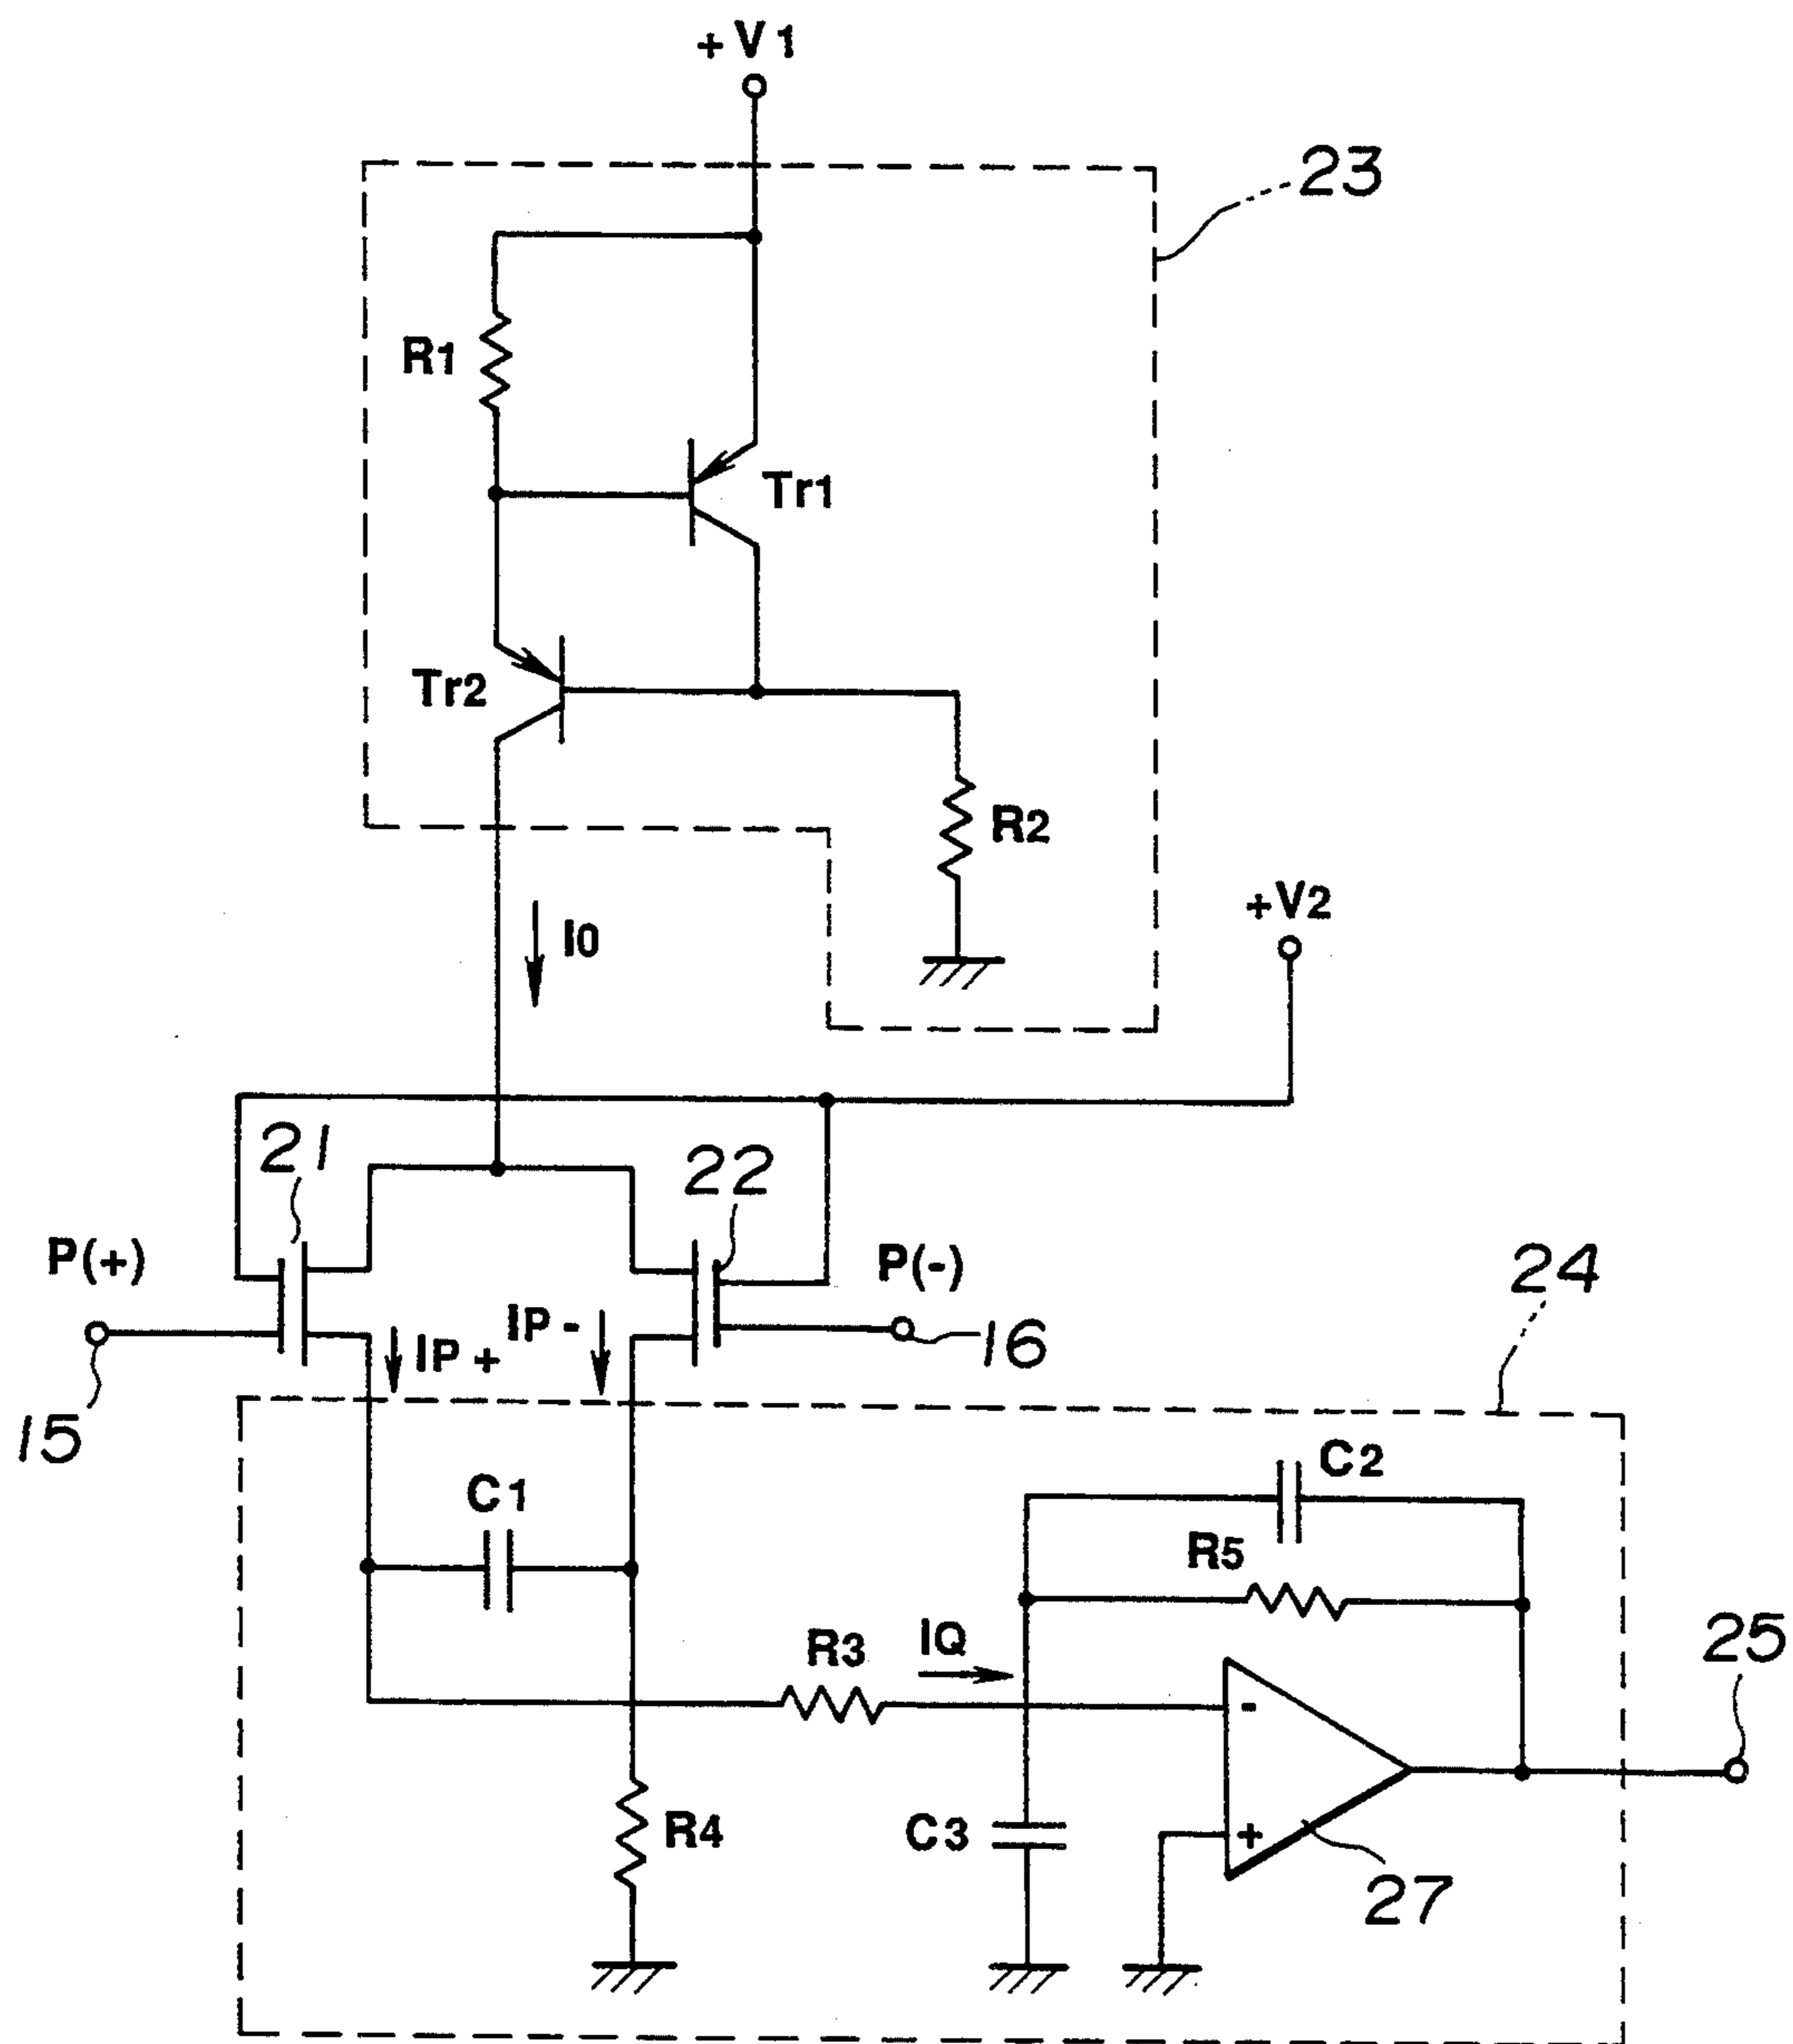 +V1
23
R1
Tr1
Tr2
R2
+V2
I0
21
22
P(+)
P(-)
24
IP+
IP-
16
15
C1
C2
R5
R3
IQ
25
-
R4
C3
+
27